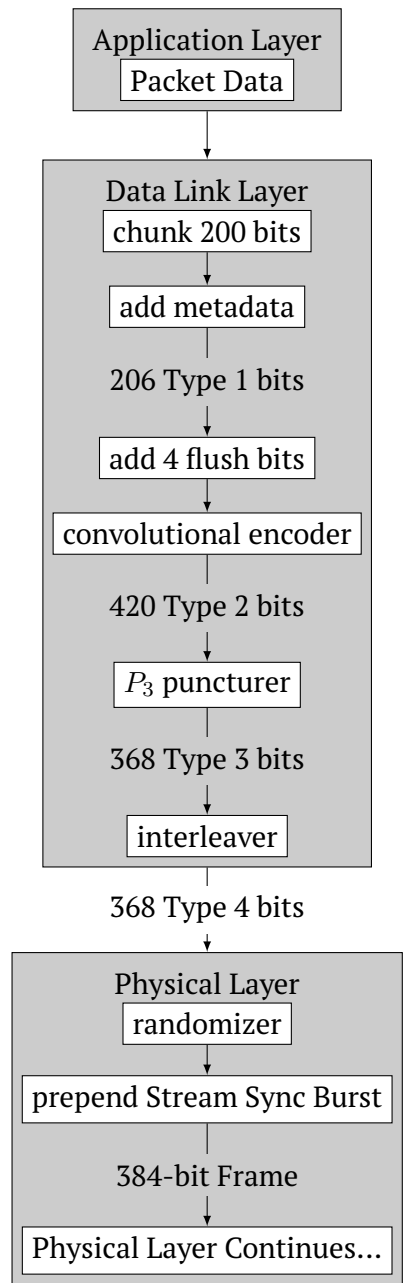 Application Layer
Packet Data
Data Link Layer
chunk 200 bits
add metadata
206 Type 1 bits
add 4 flush bits
convolutional encoder
420 Type 2 bits
P₃ puncturer
368 Type 3 bits
interleaver
368 Type 4 bits
Physical Layer
randomizer
prepend Stream Sync Burst
384-bit Frame
Physical Layer Continues...